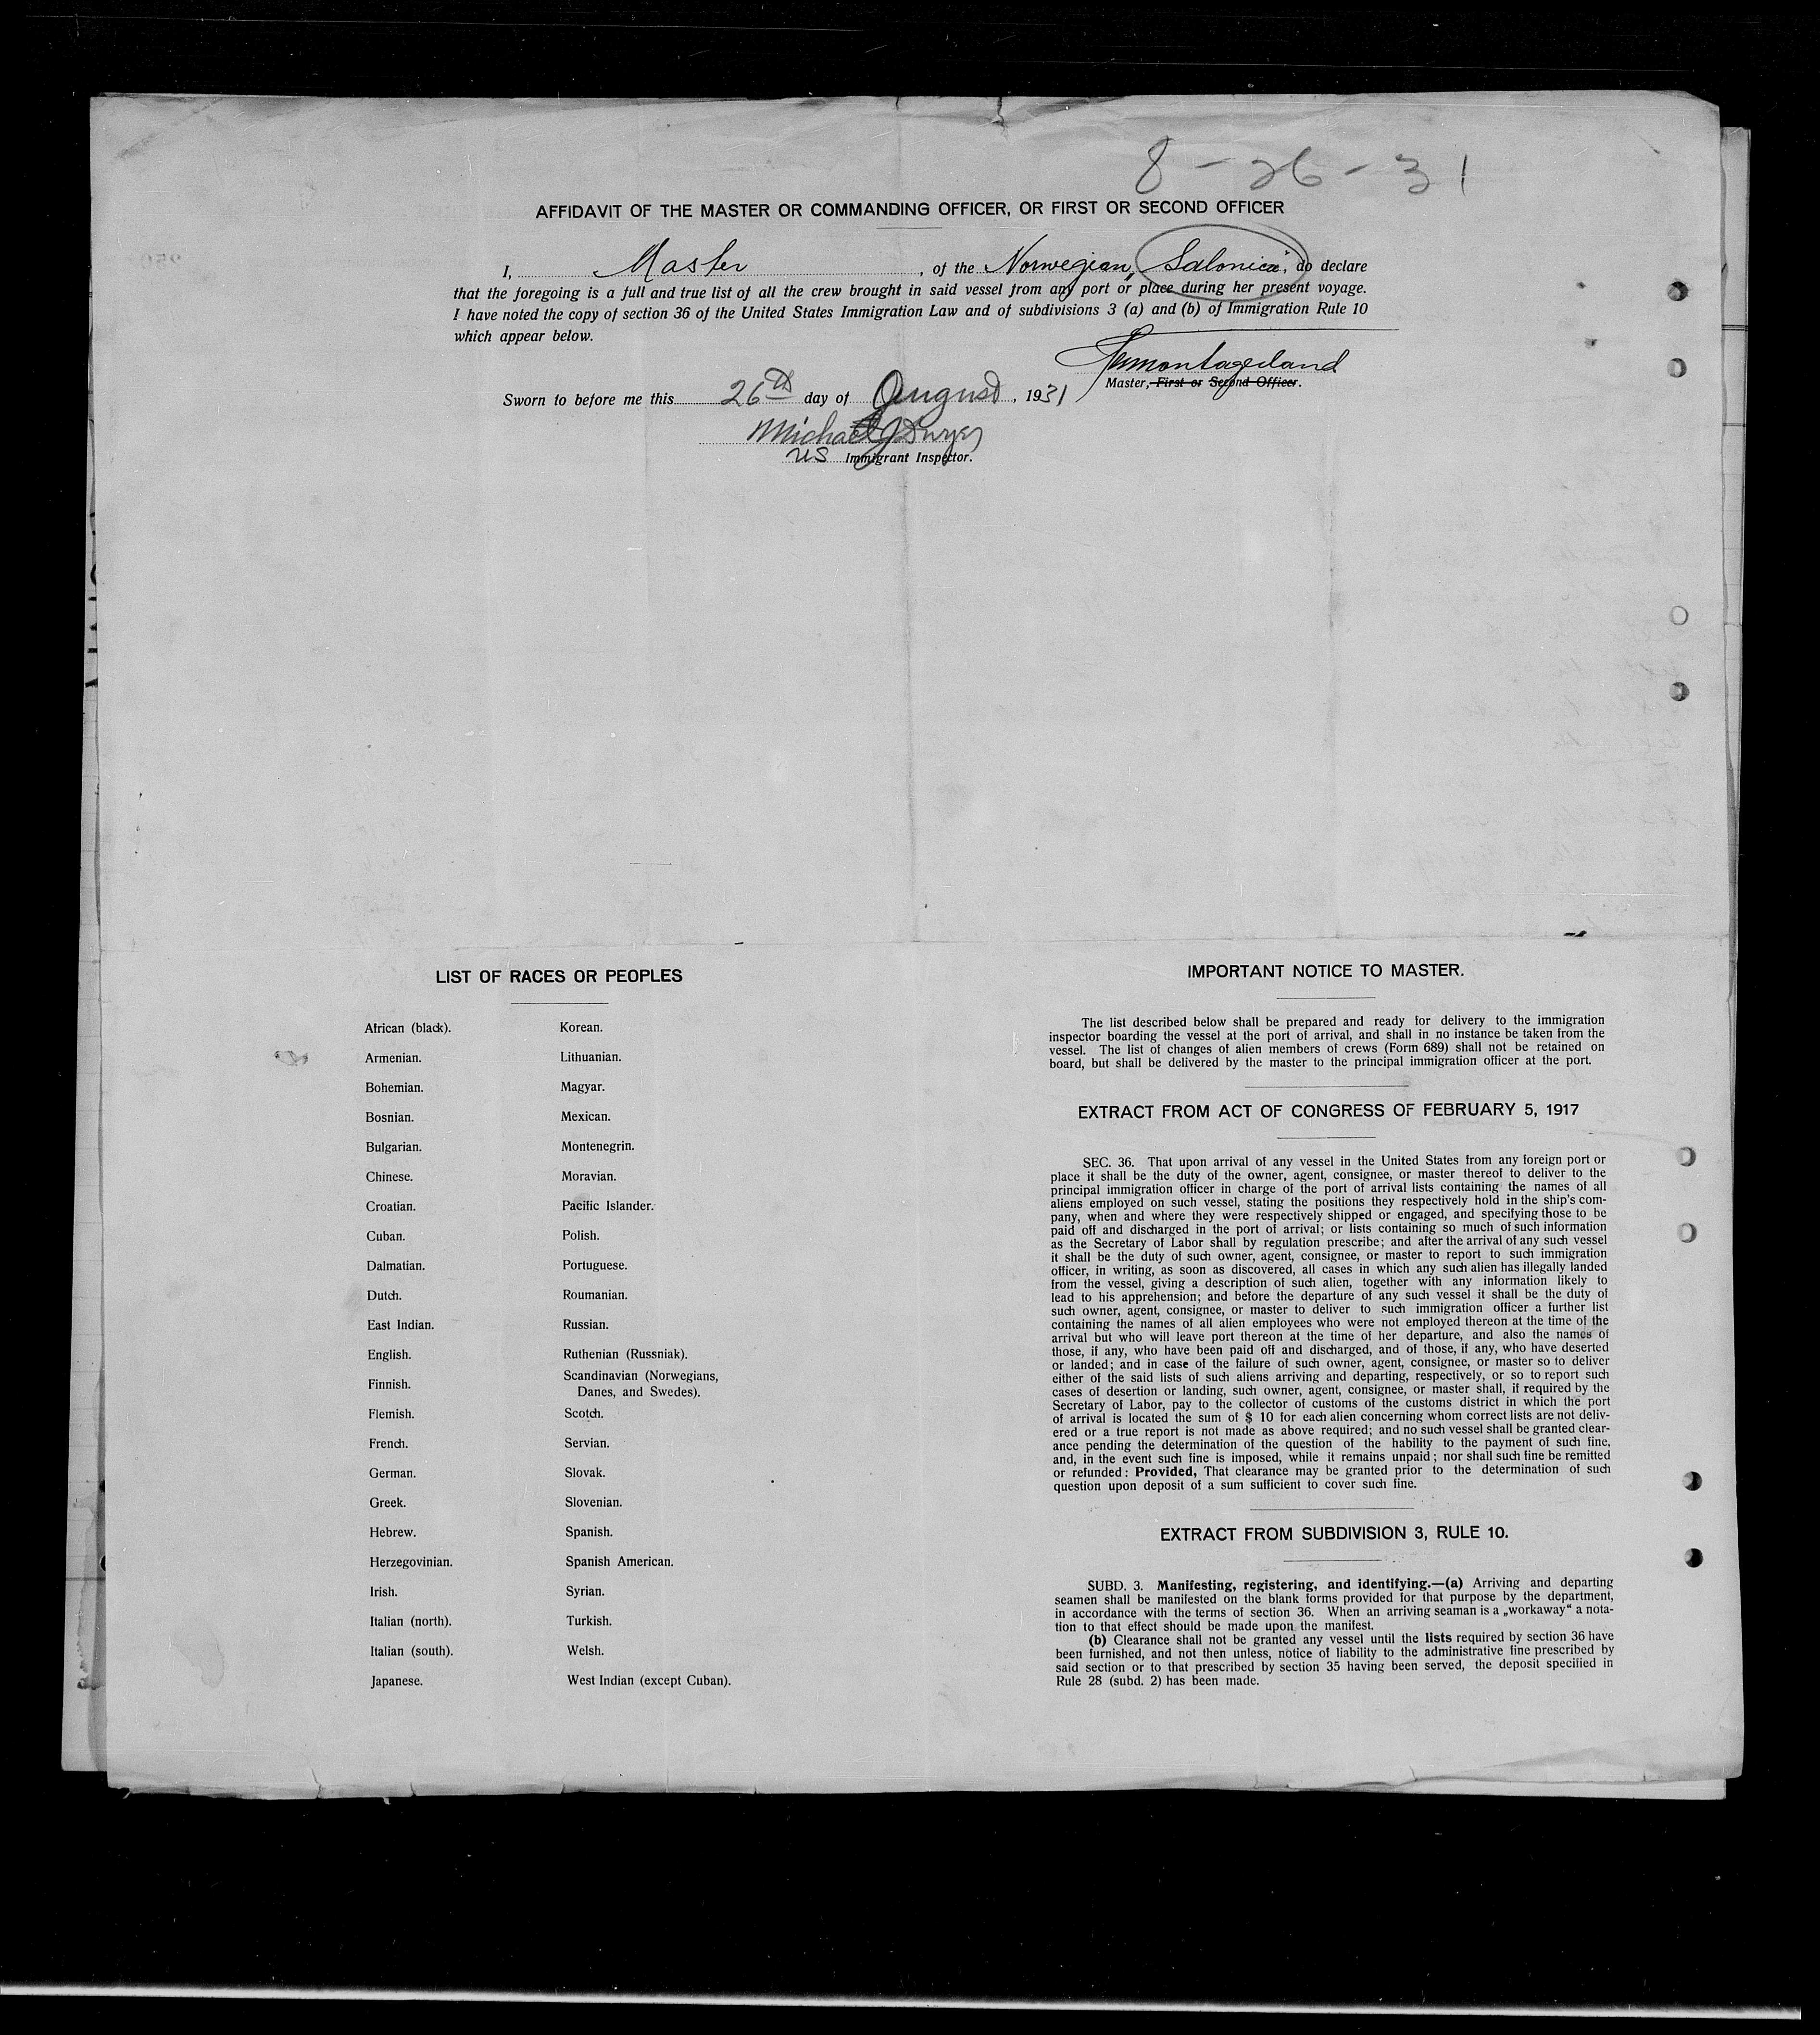 8-26-31
AFFIDAVIT OF THE MASTER OR COMMANDING OFFICER, OR FIRST OR SECOND OFFICER
I, Master, of the Norwegian „Salonica“, do declare
that the foregoing is a full and true list of all the crew brought in said vessel from any port or place during her present voyage.
I have noted the copy of section 36 of the United States Immigration Law and of subdivisions 3 (a) and (b) of Immigration Rule 10
which appear below.
Master, First or Second Officer.
Sworn to before me this 26th day of August, 1931
Michael J Dwyer
US Immigrant Inspector.
LIST OF RACES OR PEOPLES
African (black).
Armenian.
Bohemian.
Bosnian.
Bulgarian.
Chinese.
Croatian.
Cuban.
Dalmatian.
Dutch.
East Indian.
English.
Finnish.
Flemish.
French.
German.
Greek.
Hebrew.
Herzegovinian.
Irish.
Italian (north).
Italian (south).
Japanese.
Korean.
Lithuanian.
Magyar.
Mexican.
Montenegrin.
Moravian.
Pacific Islander.
Polish.
Portuguese.
Roumanian.
Russian.
Ruthenian (Russniak).
Scandinavian (Norwegians,
Danes, and Swedes).
Scotch.
Servian.
Slovak.
Slovenian.
Spanish.
Spanish American.
Syrian.
Turkish.
Welsh.
West Indian (except Cuban).
IMPORTANT NOTICE TO MASTER.
The list described below shall be prepared and ready for delivery to the immigration
inspector boarding the vessel at the port of arrival, and shall in no instance be taken from the
vessel. The list of changes of alien members of crews (Form 689) shall not be retained on
board, but shall be delivered by the master to the principal immigration officer at the port.
EXTRACT FROM ACT OF CONGRESS OF FEBRUARY 5, 1917
SEC. 36. That upon arrival of any vessel in the United States from any foreign port or
place it shall be the duty of the owner, agent, consignee, or master thereof to deliver to the
principal immigration officer in charge of the port of arrival lists containing the names of all
aliens employed on such vessel, stating the positions they respectively hold in the ship's com-
pany, when and where they were respectively shipped or engaged, and specifying those to be
paid off and discharged in the port of arrival; or lists containing so much of such information
as the Secretary of Labor shall by regulation prescribe; and after the arrival of any such vessel
it shall be the duty of such owner, agent, consignee, or master to report to such immigration
officer, in writing, as soon as discovered, all cases in which any such alien has illegally landed
from the vessel, giving a description of such alien, together with any information likely to
lead to his apprehension; and before the departure of any such vessel it shall be the duty of
such owner, agent, consignee, or master to deliver to such immigration officer a further list
containing the names of all alien employees who were not employed thereon at the time of the
arrival but who will leave port thereon at the time of her departure, and also the names of
those, if any, who have been paid off and discharged, and of those, if any, who have deserted
or landed; and in case of the failure of such owner, agent, consignee, or master so to deliver
either of the said lists of such aliens arriving and departing, respectively, or so to report such
cases of desertion or landing, such owner, agent, consignee, or master shall, if required by the
Secretary of Labor, pay to the collector of customs of the customs district in which the port
of arrival is located the sum of $ 10 for each alien concerning whom correct lists are not deliv-
ered or a true report is not made as above required; and no such vessel shall be granted clear-
ance pending the determination of the question of the hability to the payment of such fine,
and, in the event such fine is imposed, while it remains unpaid; nor shall such fine be remitted
or refunded: Provided, That clearance may be granted prior to the determination of such
question upon deposit of a sum sufficient to cover such fine.
EXTRACT FROM SUBDIVISION 3, RULE 10.
SUBD. 3. Manifesting, registering, and identifying.—(a) Arriving and departing
seamen shall be manifested on the blank forms provided for that purpose by the department,
in accordance with the terms of section 36. When an arriving seaman is a „workaway“ a nota-
tion to that effect should be made upon the manifest.
(b) Clearance shall not be granted any vessel until the lists required by section 36 have
been furnished, and not then unless, notice of liability to the administrative fine prescribed by
said section or to that prescribed by section 35 having been served, the deposit specified in
Rule 28 (subd. 2) has been made.